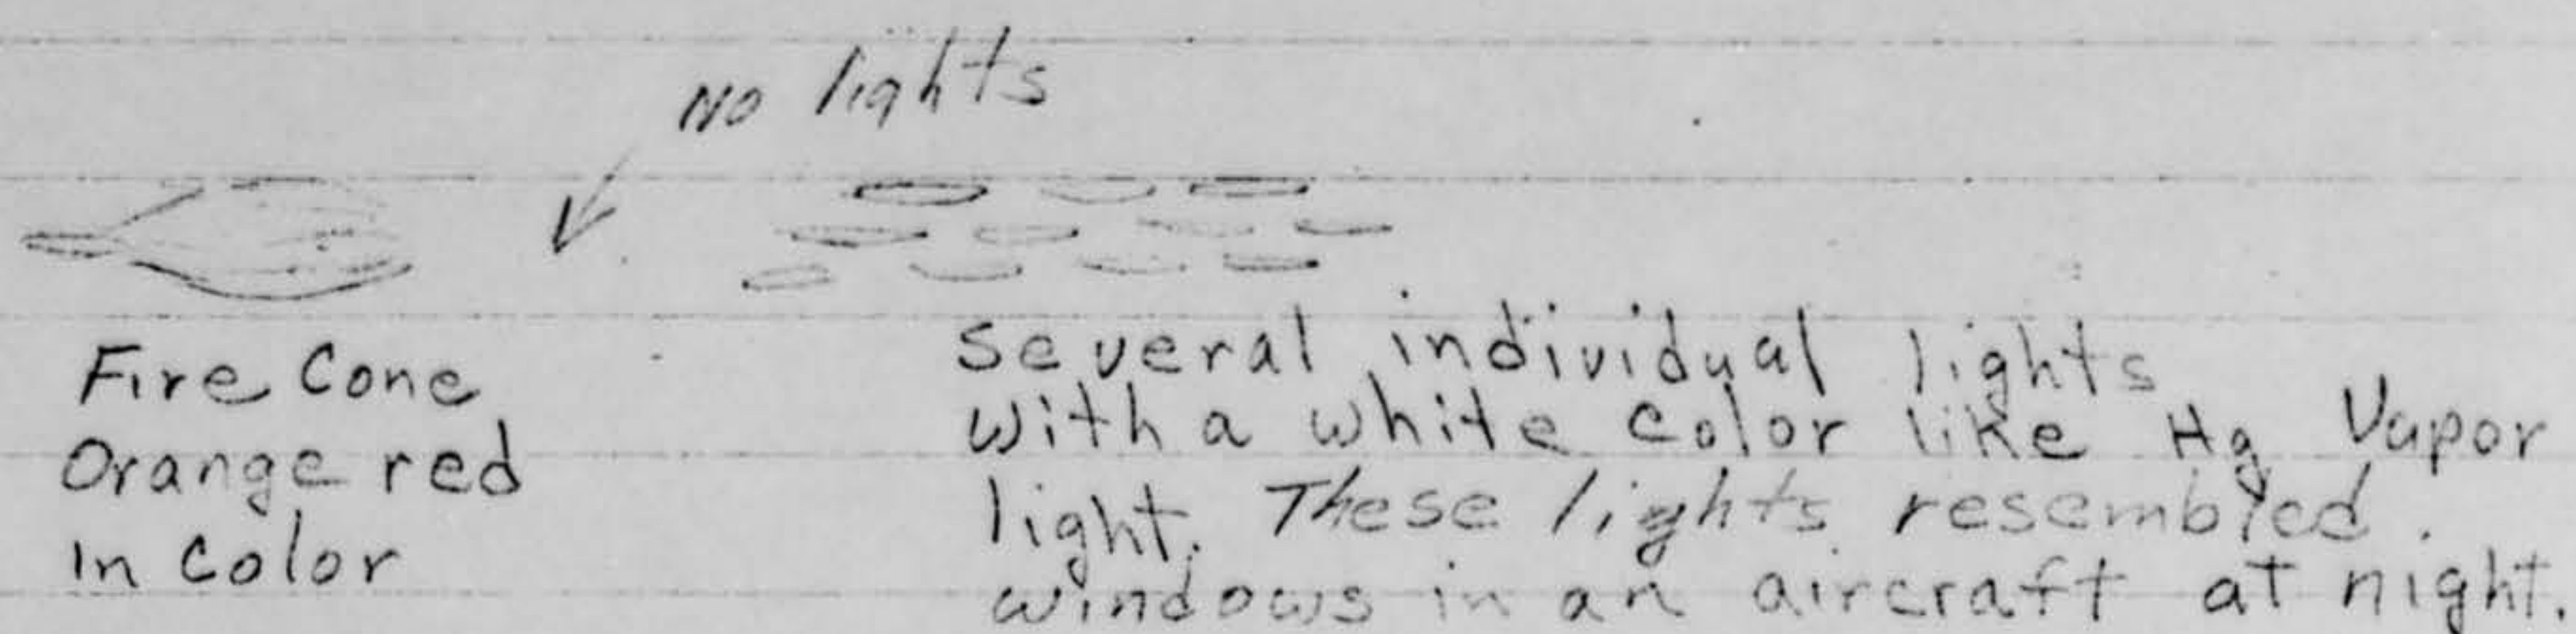 No lights
Fire Cone
Orange red
In Color
Several individual lights
with a white color like Hg Vapor
light. These lights resembled
windows in an aircraft at night.